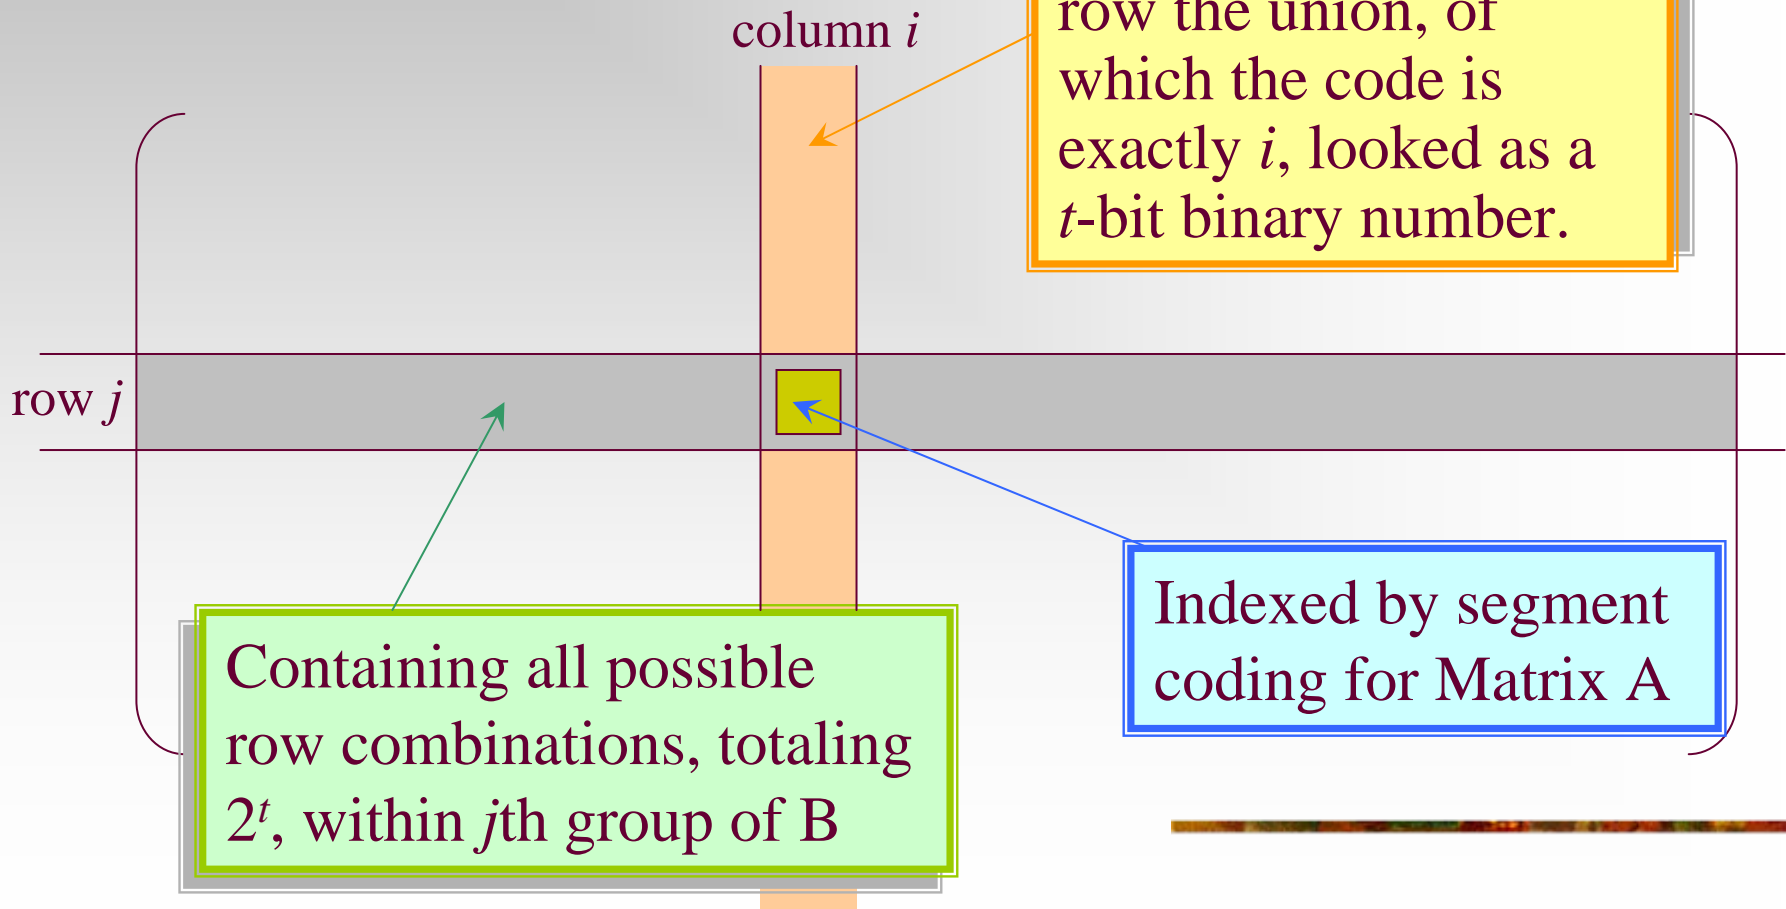 column i
row the union, of
which the code is
exactly i, looked as a
t-bit binary number.
row j
Indexed by segment
coding for Matrix A
Containing all possible
row combinations, totaling
2^t, within jth group of B